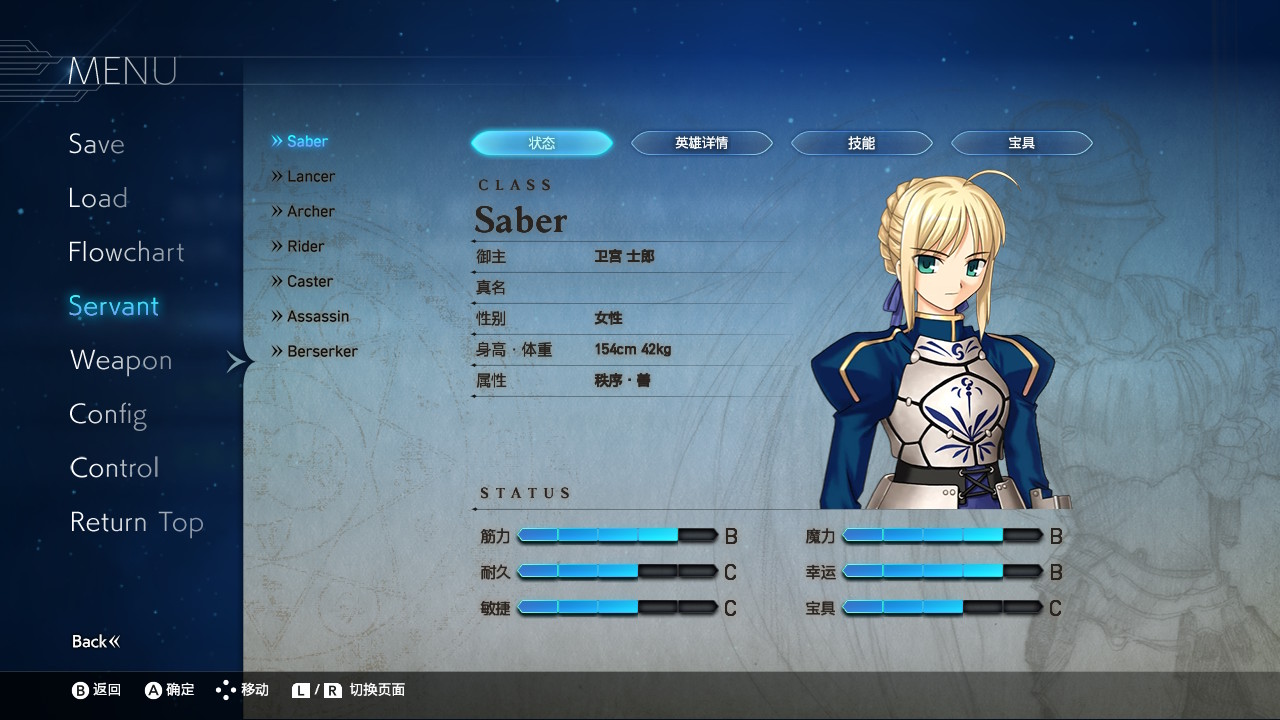 MENU
Save
Load
Flowchart
Servant
Weapon
Config
Control
Return Top
Back
Saber
Lancer
Archer
Rider
Caster
Assassin
Berserker
状态 英雄详情 技能 宝具
CLASS
Saber
御主 卫宫 士郎
真名
性别 女性
身高·体重 154cm 42kg
属性 秩序·善
STATUS
筋力 B 魔力 B
耐久 C 幸运 B
敏捷 C 宝具 C
B 返回 A 确定 移动 L / R 切换页面